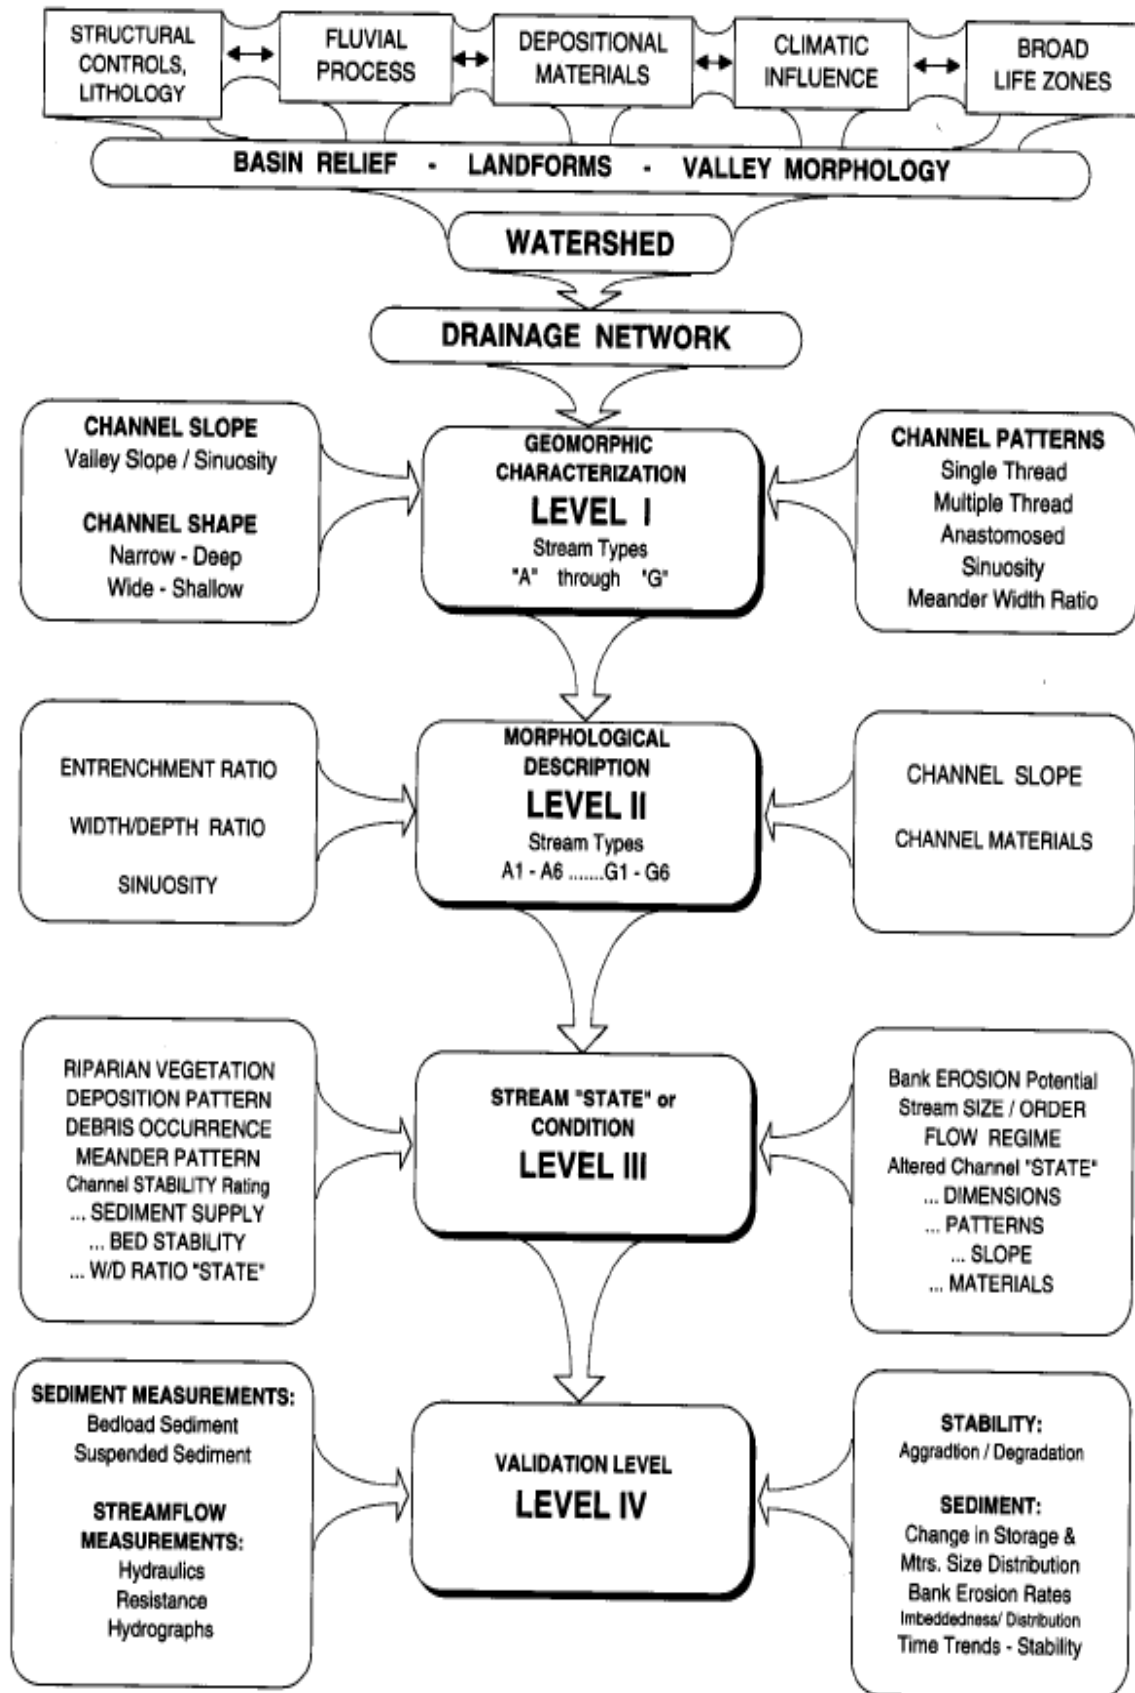 STRUCTURAL
CONTROLS,
LITHOLOGY
FLUVIAL
PROCESS
DEPOSITIONAL
MATERIALS
CLIMATIC
INFLUENCE
BROAD
LIFE ZONES
BASIN RELIEF - LANDFORMS - VALLEY MORPHOLOGY
WATERSHED
DRAINAGE NETWORK
CHANNEL SLOPE
Valley Slope / Sinuosity
CHANNEL SHAPE
Narrow - Deep
Wide - Shallow
GEOMORPHIC
CHARACTERIZATION
LEVEL I
Stream Types
"A" through "G"
CHANNEL PATTERNS
Single Thread
Multiple Thread
Anastomosed
Sinuosity
Meander Width Ratio
ENTRENCHMENT RATIO
WIDTH/DEPTH RATIO
SINUOSITY
MORPHOLOGICAL
DESCRIPTION
LEVEL II
Stream Types
A1 - A6 .......G1 - G6
CHANNEL SLOPE
CHANNEL MATERIALS
RIPARIAN VEGETATION
DEPOSITION PATTERN
DEBRIS OCCURRENCE
MEANDER PATTERN
Channel STABILITY Rating
... SEDIMENT SUPPLY
... BED STABILITY
... W/D RATIO "STATE"
STREAM "STATE" or
CONDITION
LEVEL III
Bank EROSION Potential
Stream SIZE / ORDER
FLOW REGIME
Altered Channel "STATE"
... DIMENSIONS
... PATTERNS
... SLOPE
... MATERIALS
SEDIMENT MEASUREMENTS:
Bedload Sediment
Suspended Sediment
STREAMFLOW
MEASUREMENTS:
Hydraulics
Resistance
Hydrographs
VALIDATION LEVEL
LEVEL IV
STABILITY:
Aggradtion / Degradation
SEDIMENT:
Change in Storage &
Mtrs. Size Distribution
Bank Erosion Rates
Imbeddedness/ Distribution
Time Trends - Stability